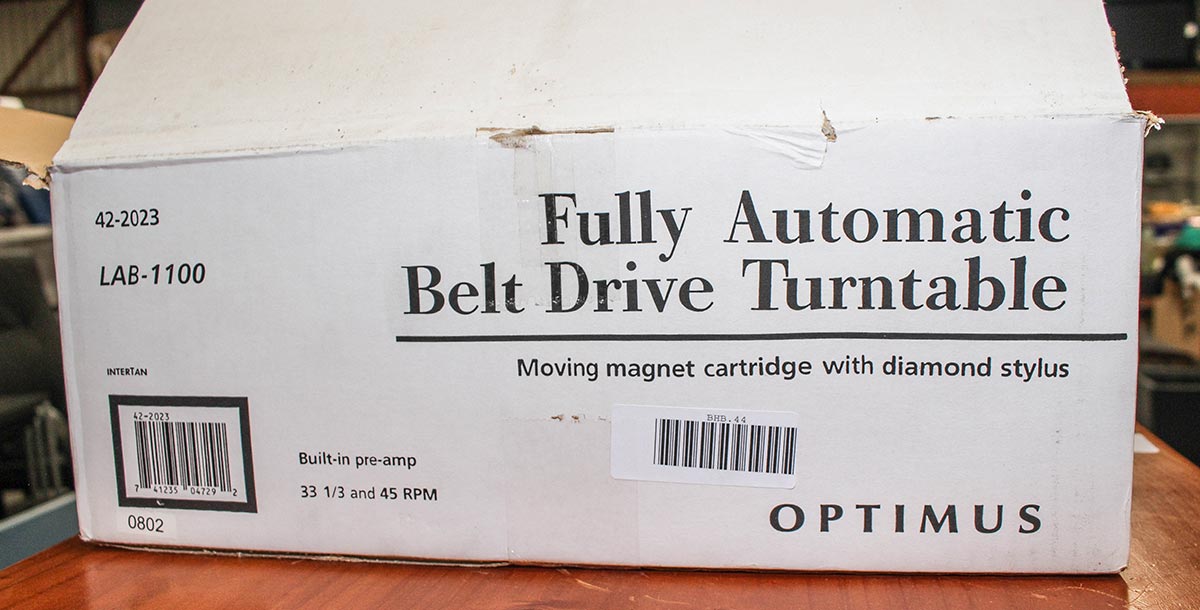 42-2023
LAB-1100
Fully Automatic
Belt Drive Turntable
Moving magnet cartridge with diamond stylus
INTERTAN
42-2023
7 41235 04729 2
0802
Built-in pre-amp
33 1/3 and 45 RPM
BHB.44
OPTIMUS